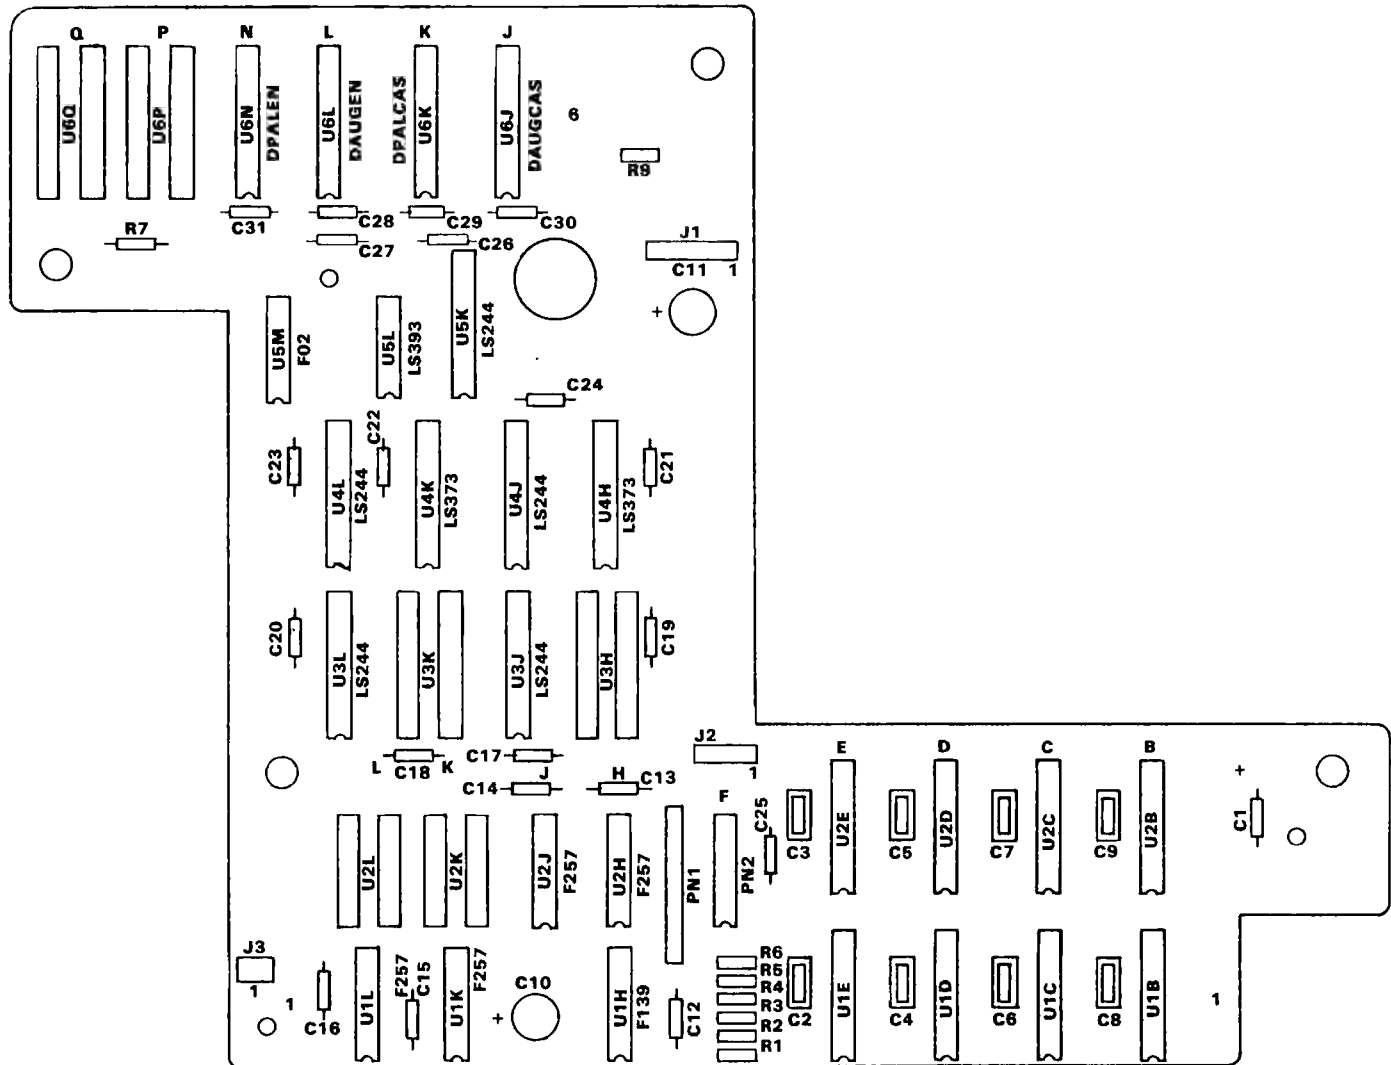 Q P N L K J
U6Q
U6P
U6N
DPALEN
U6L
DAUGEN
DPALCAS
U6K
U6J
DAUGCAS
6
R9
R7
C31
C28
C29
C30
C27
C26
J1
C11 1
+
U5M
F02
U5L
LS393
U5K
LS244
C24
C23
U4L
LS244
C22
U4K
LS373
U4J
LS244
U4H
LS373
C21
C20
U3L
LS244
U3K
U3J
LS244
U3H
C19
L C18 K
C17
C14
J
H
C13
J2
1
E D C B
F
C25
C3
U2E
C5
U2D
C7
U2C
C9
U2B
+
C1
U2L
U2K
U2J
F257
U2H
F257
PN1
PN2
J3
1
1
C16
U1L
F257
C15
U1K
F257
C10
+
U1H
F139
C12
R6
R5
R4
R3
R2
R1
C2
U1E
C4
U1D
C6
U1C
C8
U1B
1